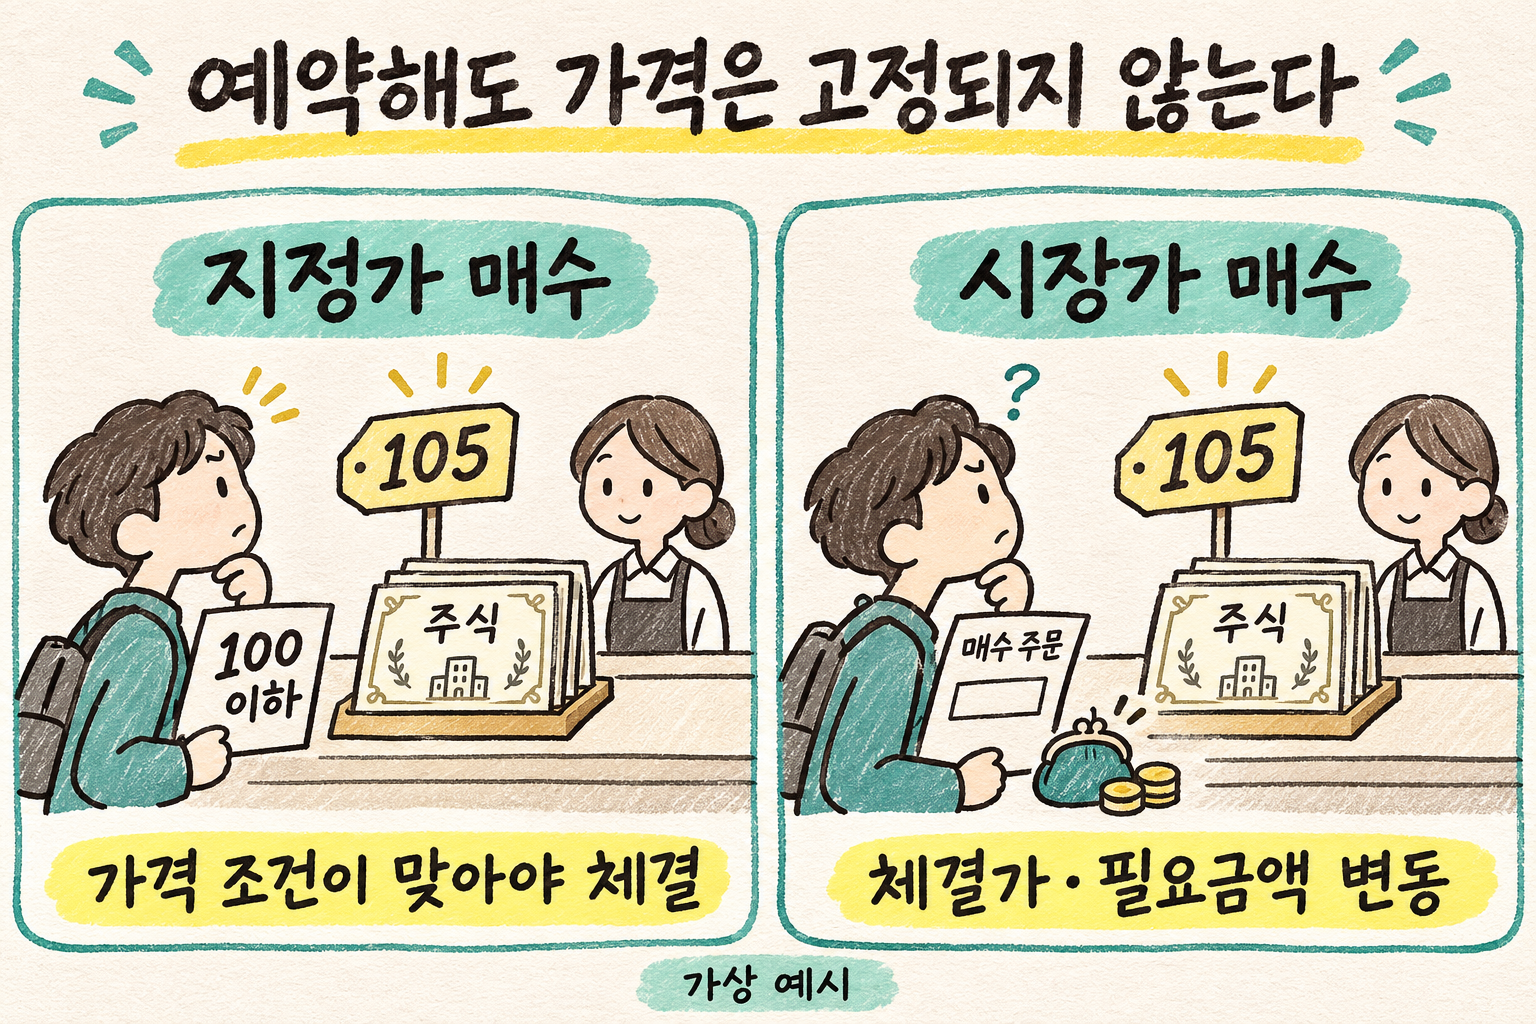 예약해도 가격은 고정되지 않는다
지정가 매수
105
주식
100
이하
가격 조건이 맞아야 체결
시장가 매수
?
105
주식
매수 주문
체결가·필요금액 변동
가상 예시